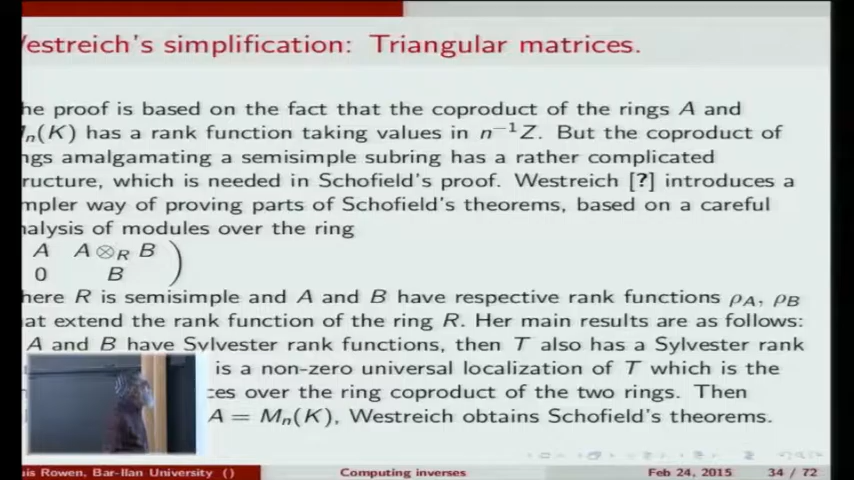 Westreich's simplification: Triangular matrices.
he proof is based on the fact that the coproduct of the rings A and
Mn(K) has a rank function taking values in n⁻¹Z. But the coproduct of
ngs amalgamating a semisimple subring has a rather complicated
ructure, which is needed in Schofield's proof. Westreich [?] introduces a
mpler way of proving parts of Schofield's theorems, based on a careful
nalysis of modules over the ring
A A ⊗R B
0 B )
here R is semisimple and A and B have respective rank functions ρA, ρB
at extend the rank function of the ring R. Her main results are as follows:
A and B have Sylvester rank functions, then T also has a Sylvester rank
is a non-zero universal localization of T which is the
ces over the ring coproduct of the two rings. Then
A = Mn(K), Westreich obtains Schofield's theorems.
uis Rowen, Bar-Ilan University () Computing inverses Feb 24, 2015 34 / 72